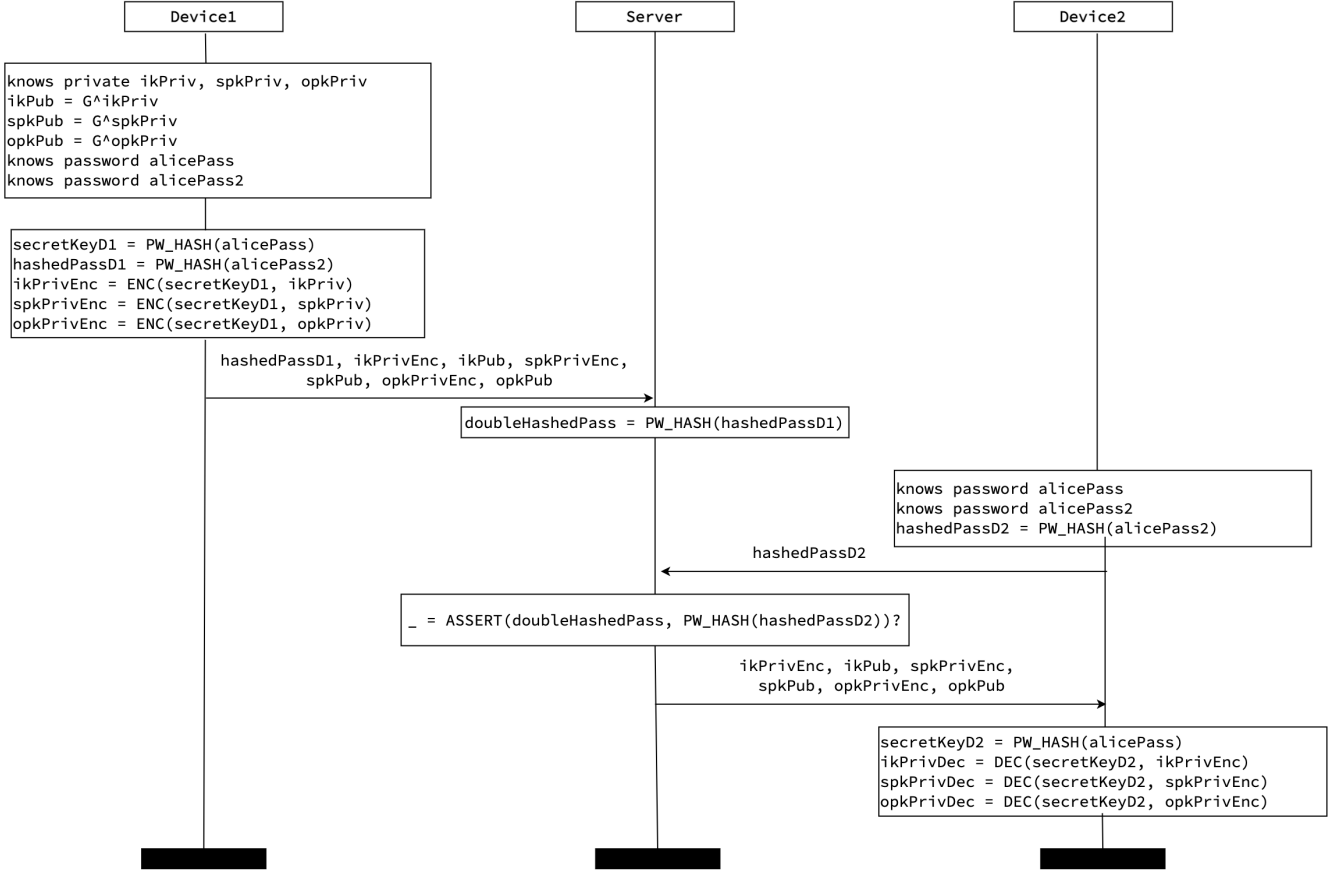 Device1
Server
Device2
knows private ikPriv, spkPriv, opkPriv
ikPub = G^ikPriv
spkPub = G^spkPriv
opkPub = G^opkPriv
knows password alicePass
knows password alicePass2
secretKeyD1 = PW_HASH(alicePass)
hashedPassD1 = PW_HASH(alicePass2)
ikPrivEnc = ENC(secretKeyD1, ikPriv)
spkPrivEnc = ENC(secretKeyD1, spkPriv)
opkPrivEnc = ENC(secretKeyD1, opkPriv)
hashedPassD1, ikPrivEnc, ikPub, spkPrivEnc,
spkPub, opkPrivEnc, opkPub
doubleHashedPass = PW_HASH(hashedPassD1)
knows password alicePass
knows password alicePass2
hashedPassD2 = PW_HASH(alicePass2)
hashedPassD2
_ = ASSERT(doubleHashedPass, PW_HASH(hashedPassD2))?
ikPrivEnc, ikPub, spkPrivEnc,
spkPub, opkPrivEnc, opkPub
secretKeyD2 = PW_HASH(alicePass)
ikPrivDec = DEC(secretKeyD2, ikPrivEnc)
spkPrivDec = DEC(secretKeyD2, spkPrivEnc)
opkPrivDec = DEC(secretKeyD2, opkPrivEnc)